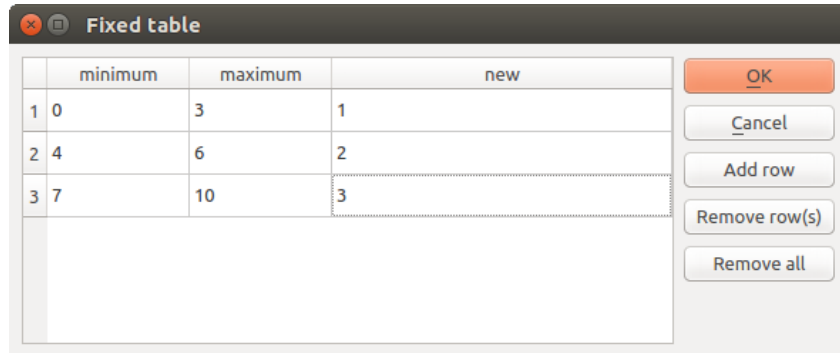 Fixed table
minimum maximum new
1 0 3 1
2 4 6 2
3 7 10 3
OK
Cancel
Add row
Remove row(s)
Remove all